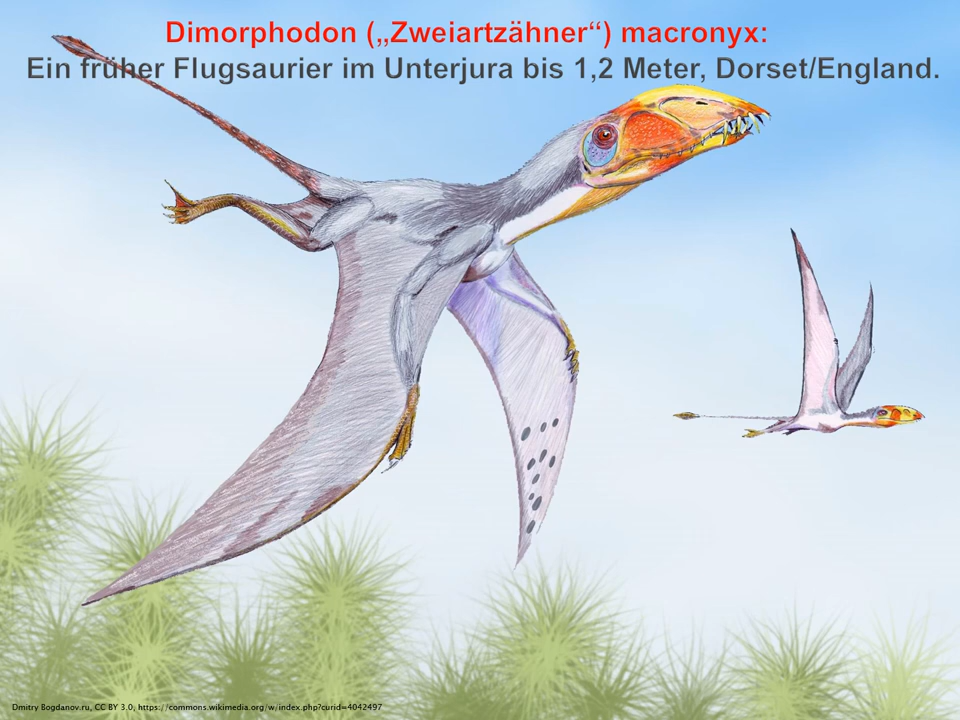 Dimorphodon („Zweiartzähner“) macronyx:
Ein früher Flugsaurier im Unterjura bis 1,2 Meter, Dorset/England.
Dmitry Bogdanov.ru, CC BY 3.0, https://commons.wikimedia.org/w/index.php?curid=4042497